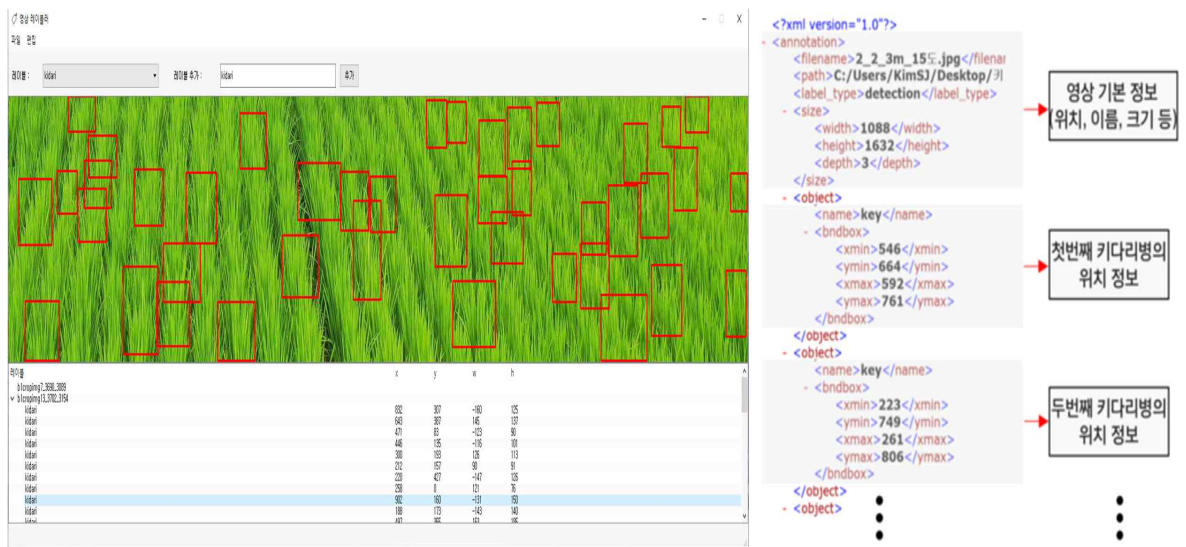 영상 레이블러
파일 편집
레이블 : kidari 레이블 추가 : kidari 추가
레이블 x y w h
b1cropimg7_3698_3889
b1cropimg13_3702_3154
kidari 832 307 -160 125
kidari 643 387 145 137
kidari 471 83 -123 90
kidari 446 135 -116 101
kidari 300 193 126 113
kidari 212 157 90 91
kidari 220 427 -147 126
kidari 258 0 121 76
kidari 902 160 -131 150
kidari 188 173 -143 140
kidari
<?xml version="1.0"?>
- <annotation>
<filename>2_2_3m_15도.jpg</filenar
<path>C:/Users/KimSJ/Desktop/키
<label_type>detection</label_type>
- <size>
<width>1088</width>
<height>1632</height>
<depth>3</depth>
</size>
- <object>
<name>key</name>
- <bndbox>
<xmin>546</xmin>
<ymin>664</ymin>
<xmax>592</xmax>
<ymax>761</ymax>
</bndbox>
</object>
- <object>
<name>key</name>
- <bndbox>
<xmin>223</xmin>
<ymin>749</ymin>
<xmax>261</xmax>
<ymax>806</ymax>
</bndbox>
</object>
- <object>
영상 기본 정보
(위치, 이름, 크기 등)
첫번째 키다리병의
위치 정보
두번째 키다리병의
위치 정보